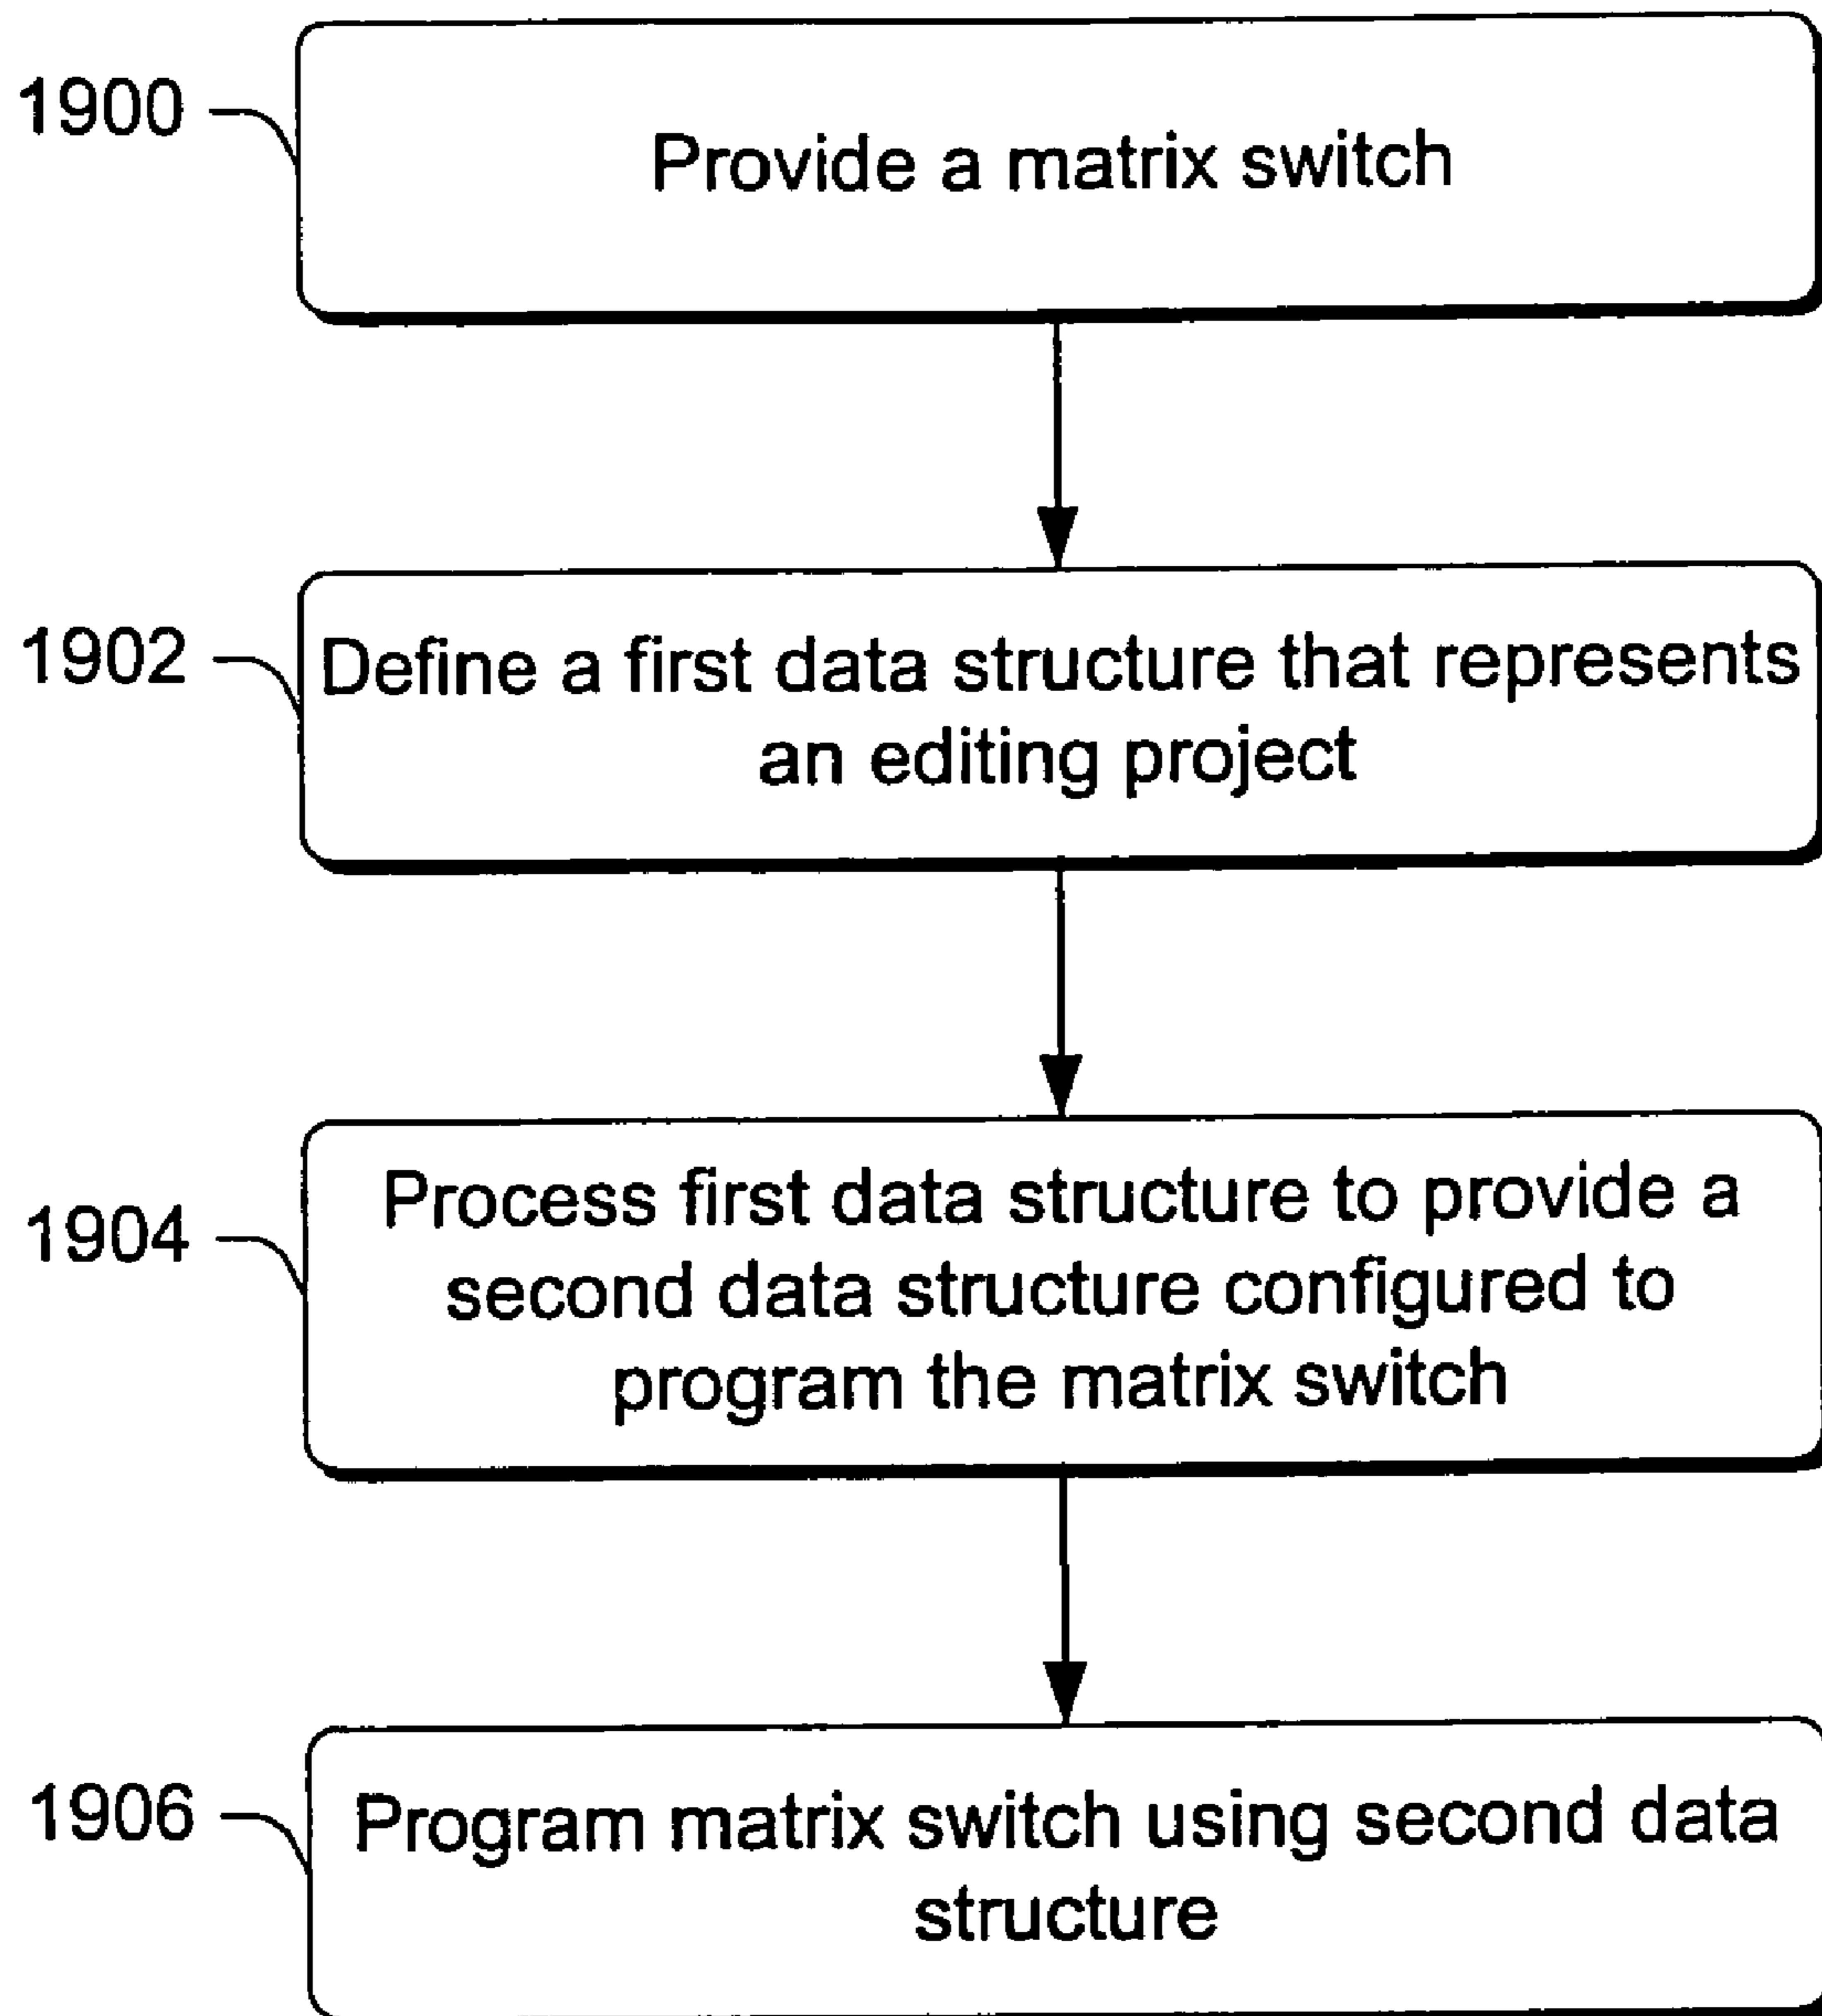 1900
Provide a matrix switch
1902
Define a first data structure that represents
an editing project
1904
Process first data structure to provide a
second data structure configured to
program the matrix switch
1906
Program matrix switch using second data
structure